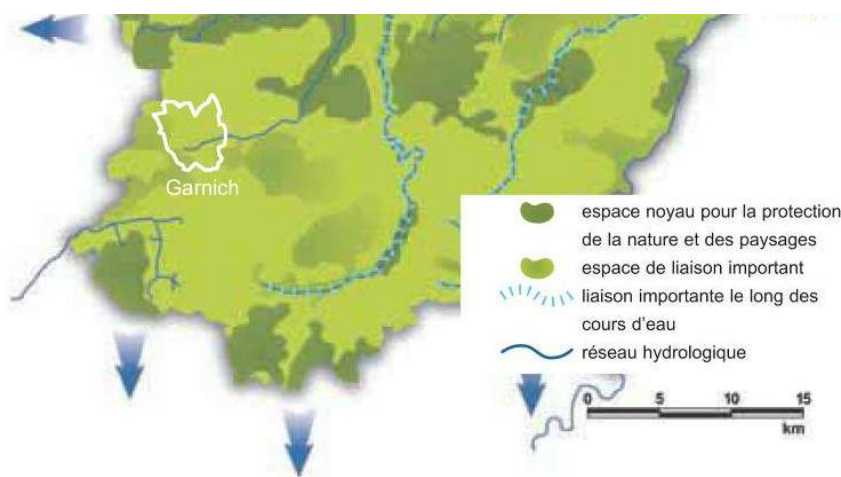 Garnich
espace noyau pour la protection
de la nature et des paysages
espace de liaison important
liaison importante le long des
cours d'eau
réseau hydrologique
0 5 10 15
km